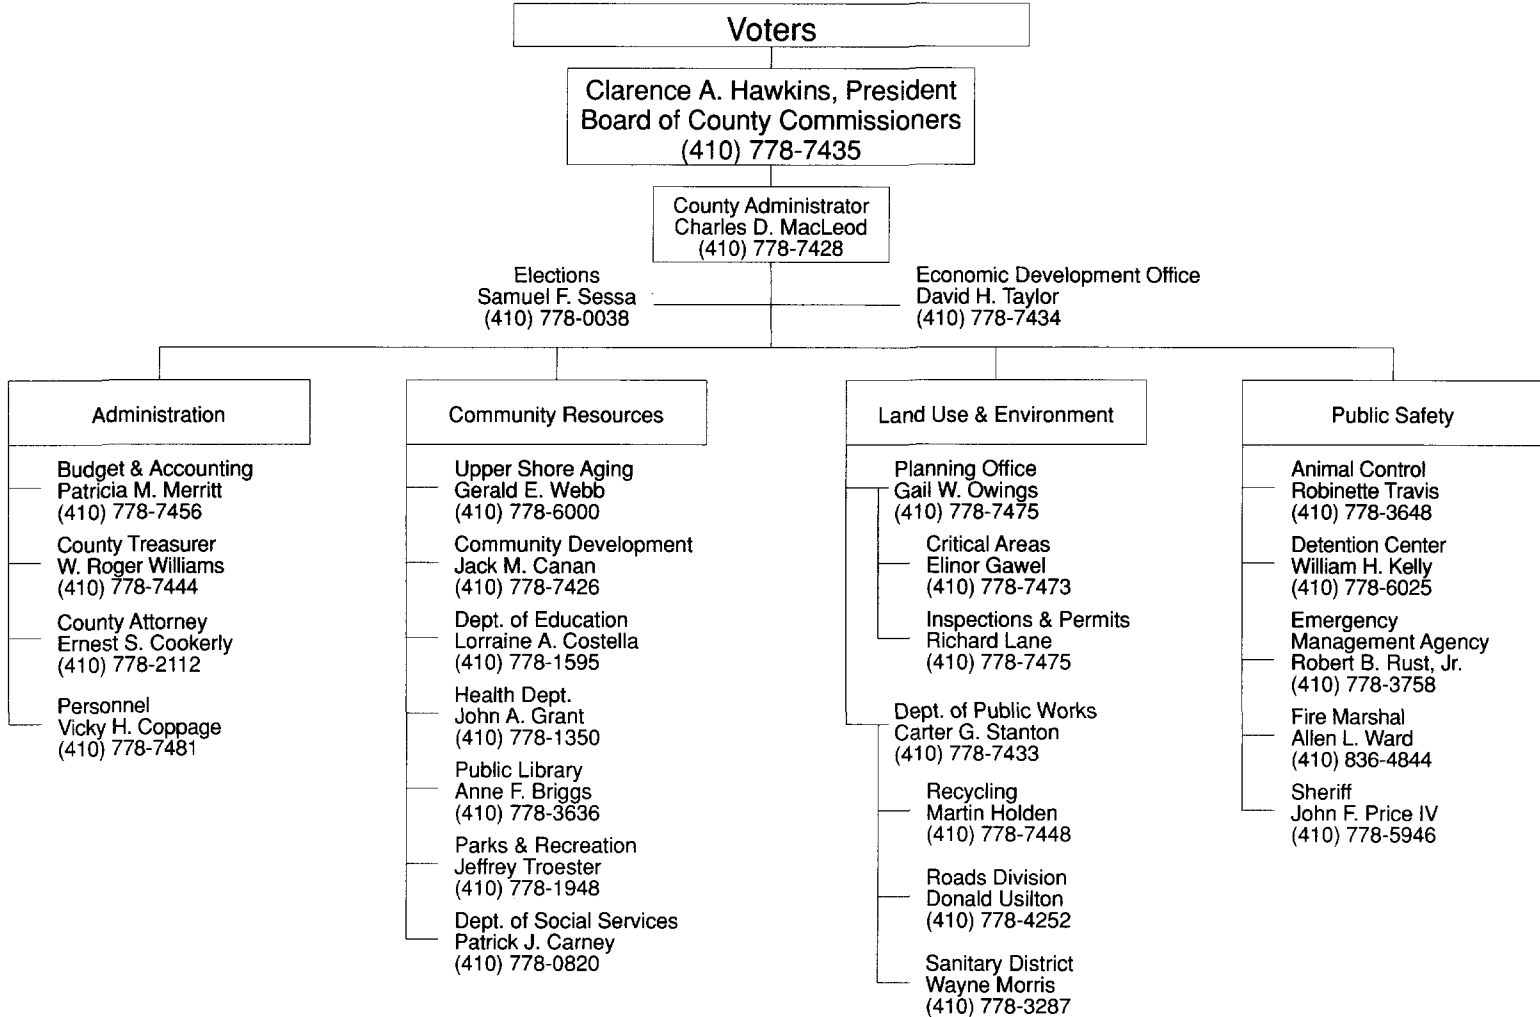 Voters
Clarence A. Hawkins, President
Board of County Commissioners
(410) 778-7435
County Administrator
Charles D. MacLeod
(410) 778-7428
Elections
Samuel F. Sessa
(410) 778-0038
Economic Development Office
David H. Taylor
(410) 778-7434
Administration
Budget & Accounting
Patricia M. Merritt
(410) 778-7456
County Treasurer
W. Roger Williams
(410) 778-7444
County Attorney
Ernest S. Cookerly
(410) 778-2112
Personnel
Vicky H. Coppage
(410) 778-7481
Community Resources
Upper Shore Aging
Gerald E. Webb
(410) 778-6000
Community Development
Jack M. Canan
(410) 778-7426
Dept. of Education
Lorraine A. Costella
(410) 778-1595
Health Dept.
John A. Grant
(410) 778-1350
Public Library
Anne F. Briggs
(410) 778-3636
Parks & Recreation
Jeffrey Troester
(410) 778-1948
Dept. of Social Services
Patrick J. Carney
(410) 778-0820
Land Use & Environment
Planning Office
Gail W. Owings
(410) 778-7475
Critical Areas
Elinor Gawel
(410) 778-7473
Inspections & Permits
Richard Lane
(410) 778-7475
Dept. of Public Works
Carter G. Stanton
(410) 778-7433
Recycling
Martin Holden
(410) 778-7448
Roads Division
Donald Usilton
(410) 778-4252
Sanitary District
Wayne Morris
(410) 778-3287
Public Safety
Animal Control
Robinette Travis
(410) 778-3648
Detention Center
William H. Kelly
(410) 778-6025
Emergency
Management Agency
Robert B. Rust, Jr.
(410) 778-3758
Fire Marshal
Allen L. Ward
(410) 836-4844
Sheriff
John F. Price IV
(410) 778-5946